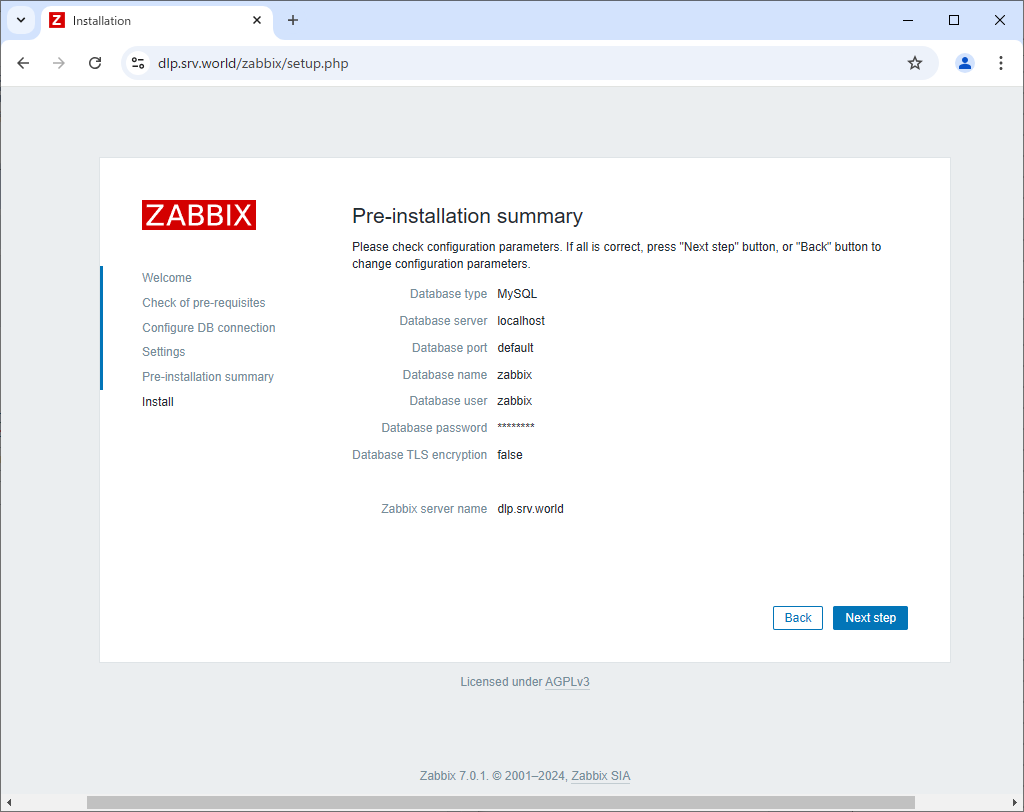 Z Installation
dlp.srv.world/zabbix/setup.php
ZABBIX
Welcome
Check of pre-requisites
Configure DB connection
Settings
Pre-installation summary
Install
Pre-installation summary
Please check configuration parameters. If all is correct, press "Next step" button, or "Back" button to
change configuration parameters.
Database type MySQL
Database server localhost
Database port default
Database name zabbix
Database user zabbix
Database password ********
Database TLS encryption false
Zabbix server name dlp.srv.world
Back Next step
Licensed under AGPLv3
Zabbix 7.0.1. © 2001–2024, Zabbix SIA